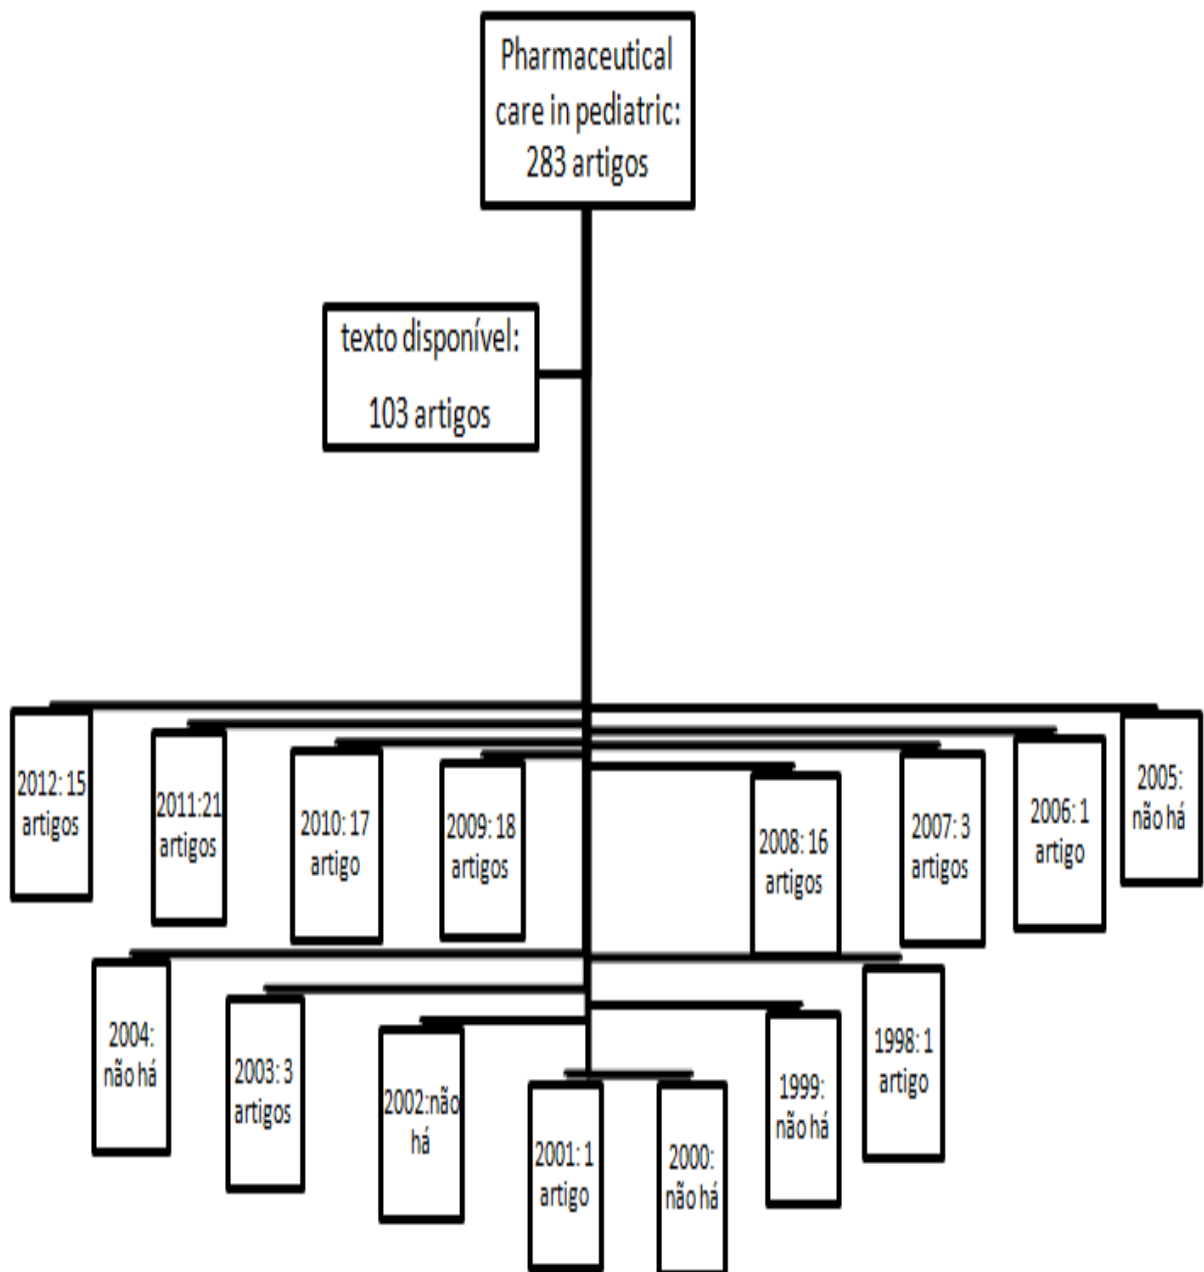 Pharmaceutical
care in pediatric:
283 artigos
texto disponível:
103 artigos
2012: 15
artigos
2011:21
artigos
2010: 17
artigo
2009: 18
artigos
2008: 16
artigos
2007: 3
artigos
2006: 1
artigo
2005:
não há
2004:
não há
2003: 3
artigos
2002:não
há
2001: 1
artigo
2000:
não há
1999:
não há
1998: 1
artigo